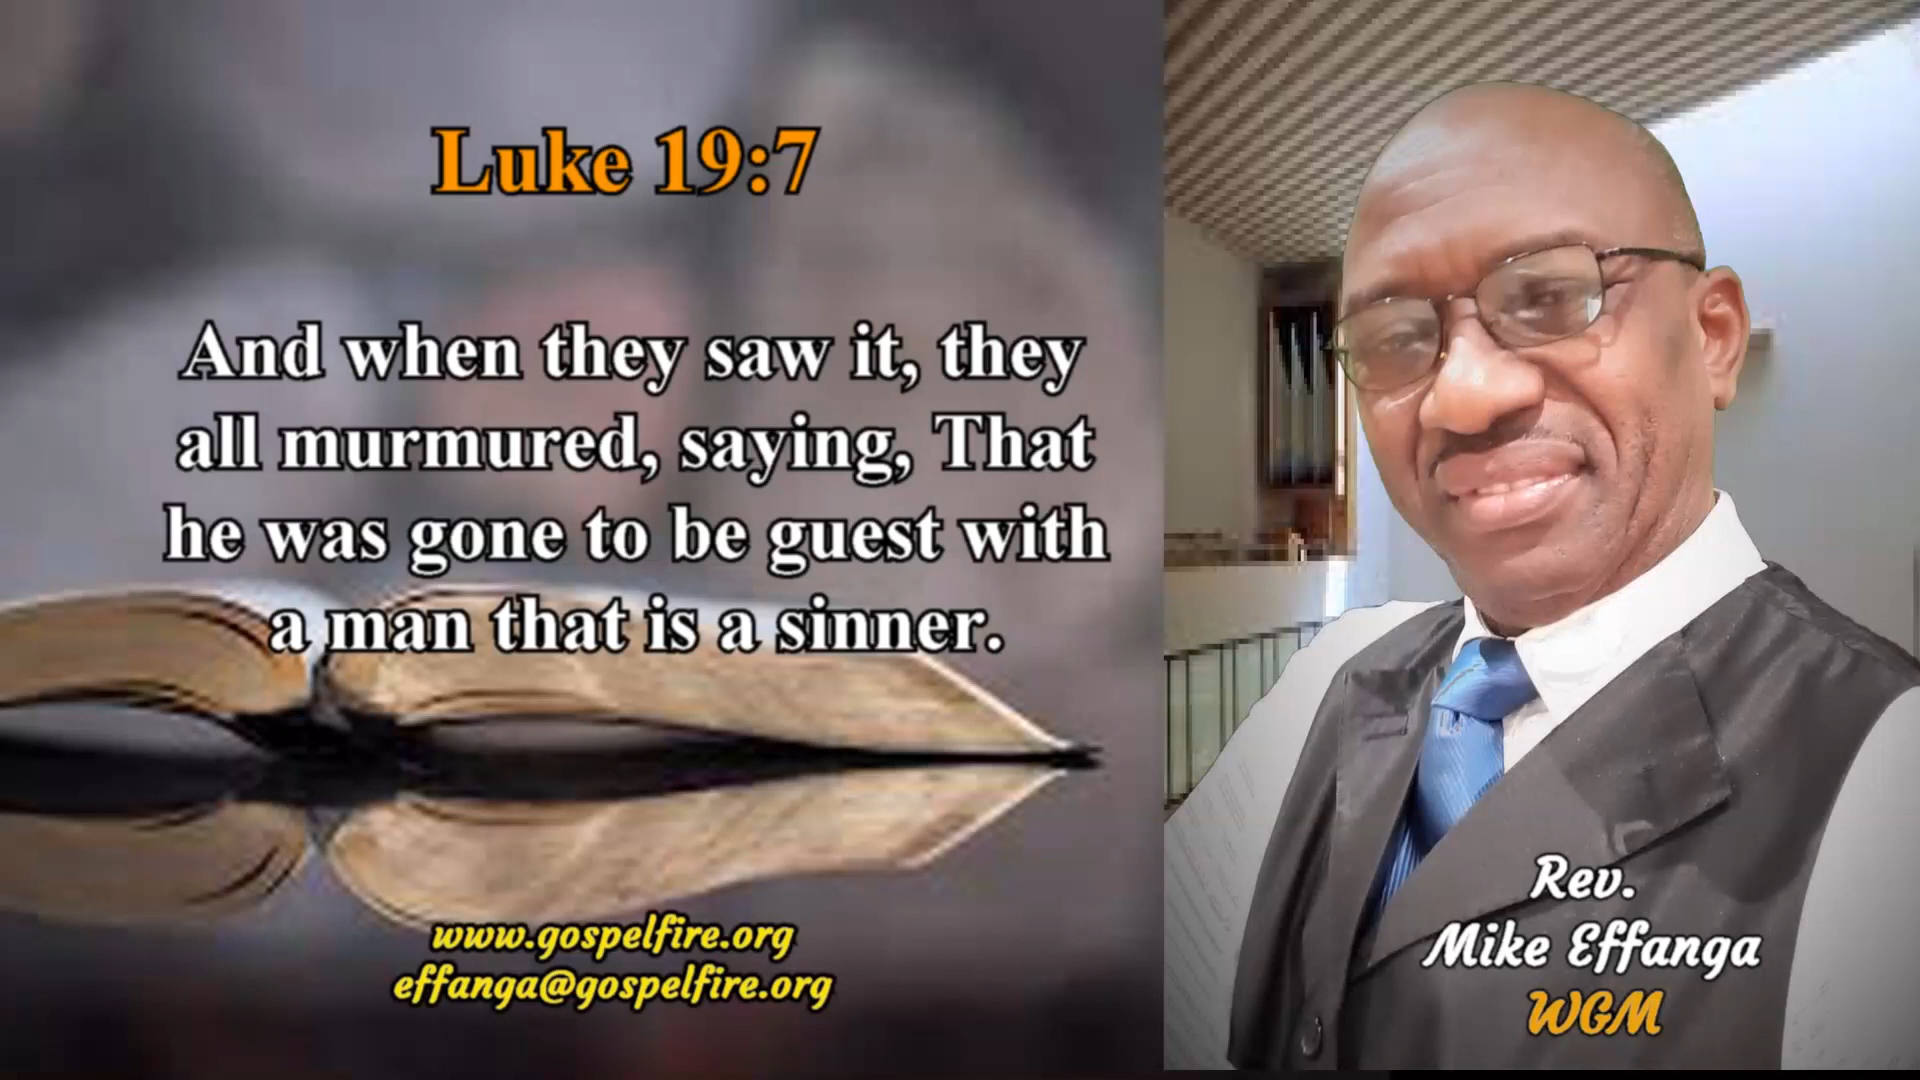 Luke 19:7
And when they saw it, they
all murmured, saying, That
he was gone to be guest with
a man that is a sinner.
www.gospelfire.org
effanga@gospelfire.org
Rev.
Mike Effanga
WGM